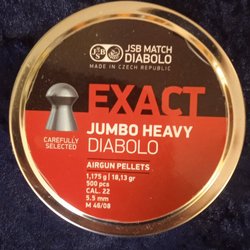 JSB MATCH
DIABOLO
MADE IN CZECH REPUBLIC
EXACT
JUMBO HEAVY
DIABOLO
CAREFULLY
SELECTED
AIRGUN PELLETS
1,175 g | 18,13 gr
500 pcs
CAL. 22
5.5 mm
M 46/08